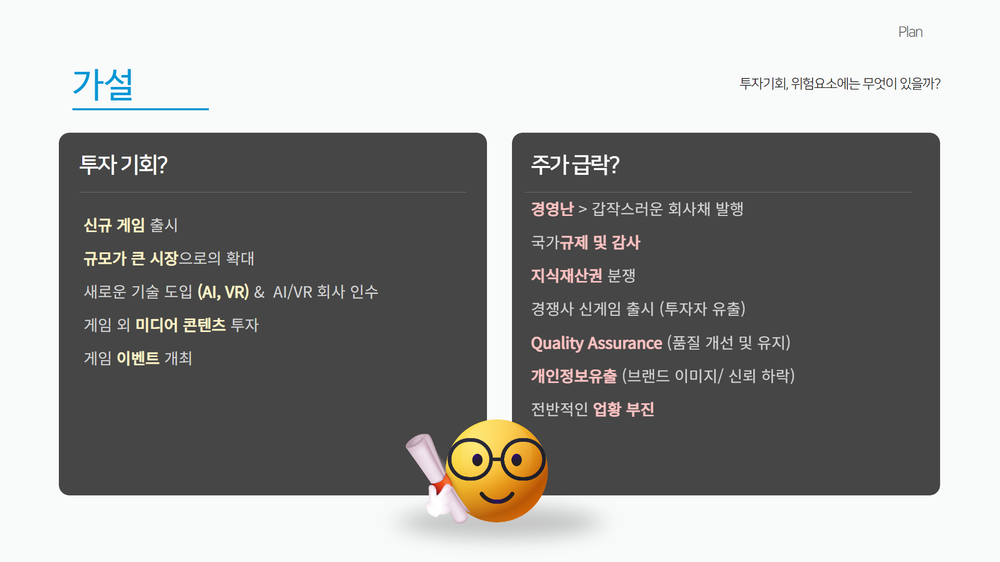 Plan
가설
투자기회, 위험요소에는 무엇이 있을까?
투자 기회?
신규 게임 출시
규모가 큰 시장으로의 확대
새로운 기술 도입 (AI, VR) & AI/VR 회사 인수
게임 외 미디어 콘텐츠 투자
게임 이벤트 개최
주가 급락?
경영난 > 갑작스러운 회사채 발행
국가규제 및 감사
지식재산권 분쟁
경쟁사 신게임 출시 (투자자 유출)
Quality Assurance (품질 개선 및 유지)
개인정보유출 (브랜드 이미지/ 신뢰 하락)
전반적인 업황 부진